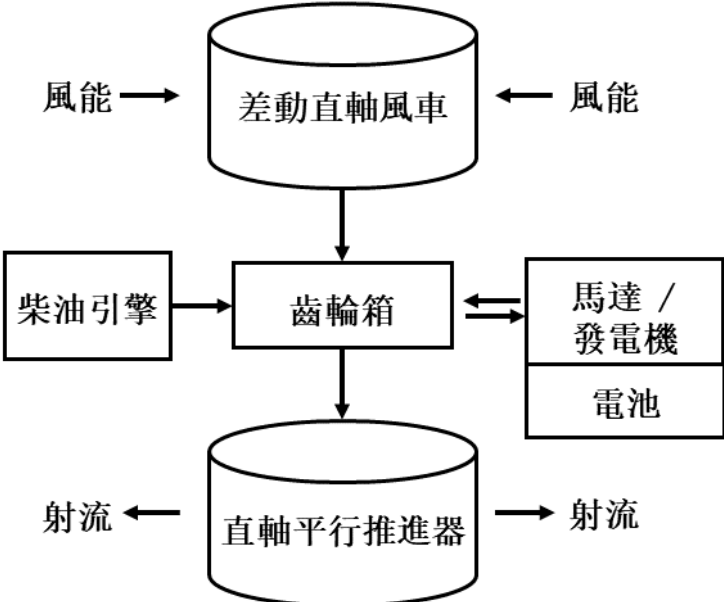 風能
差動直軸風車
風能
柴油引擎
齒輪箱
馬達 /
發電機
電池
射流
直軸平行推進器
射流